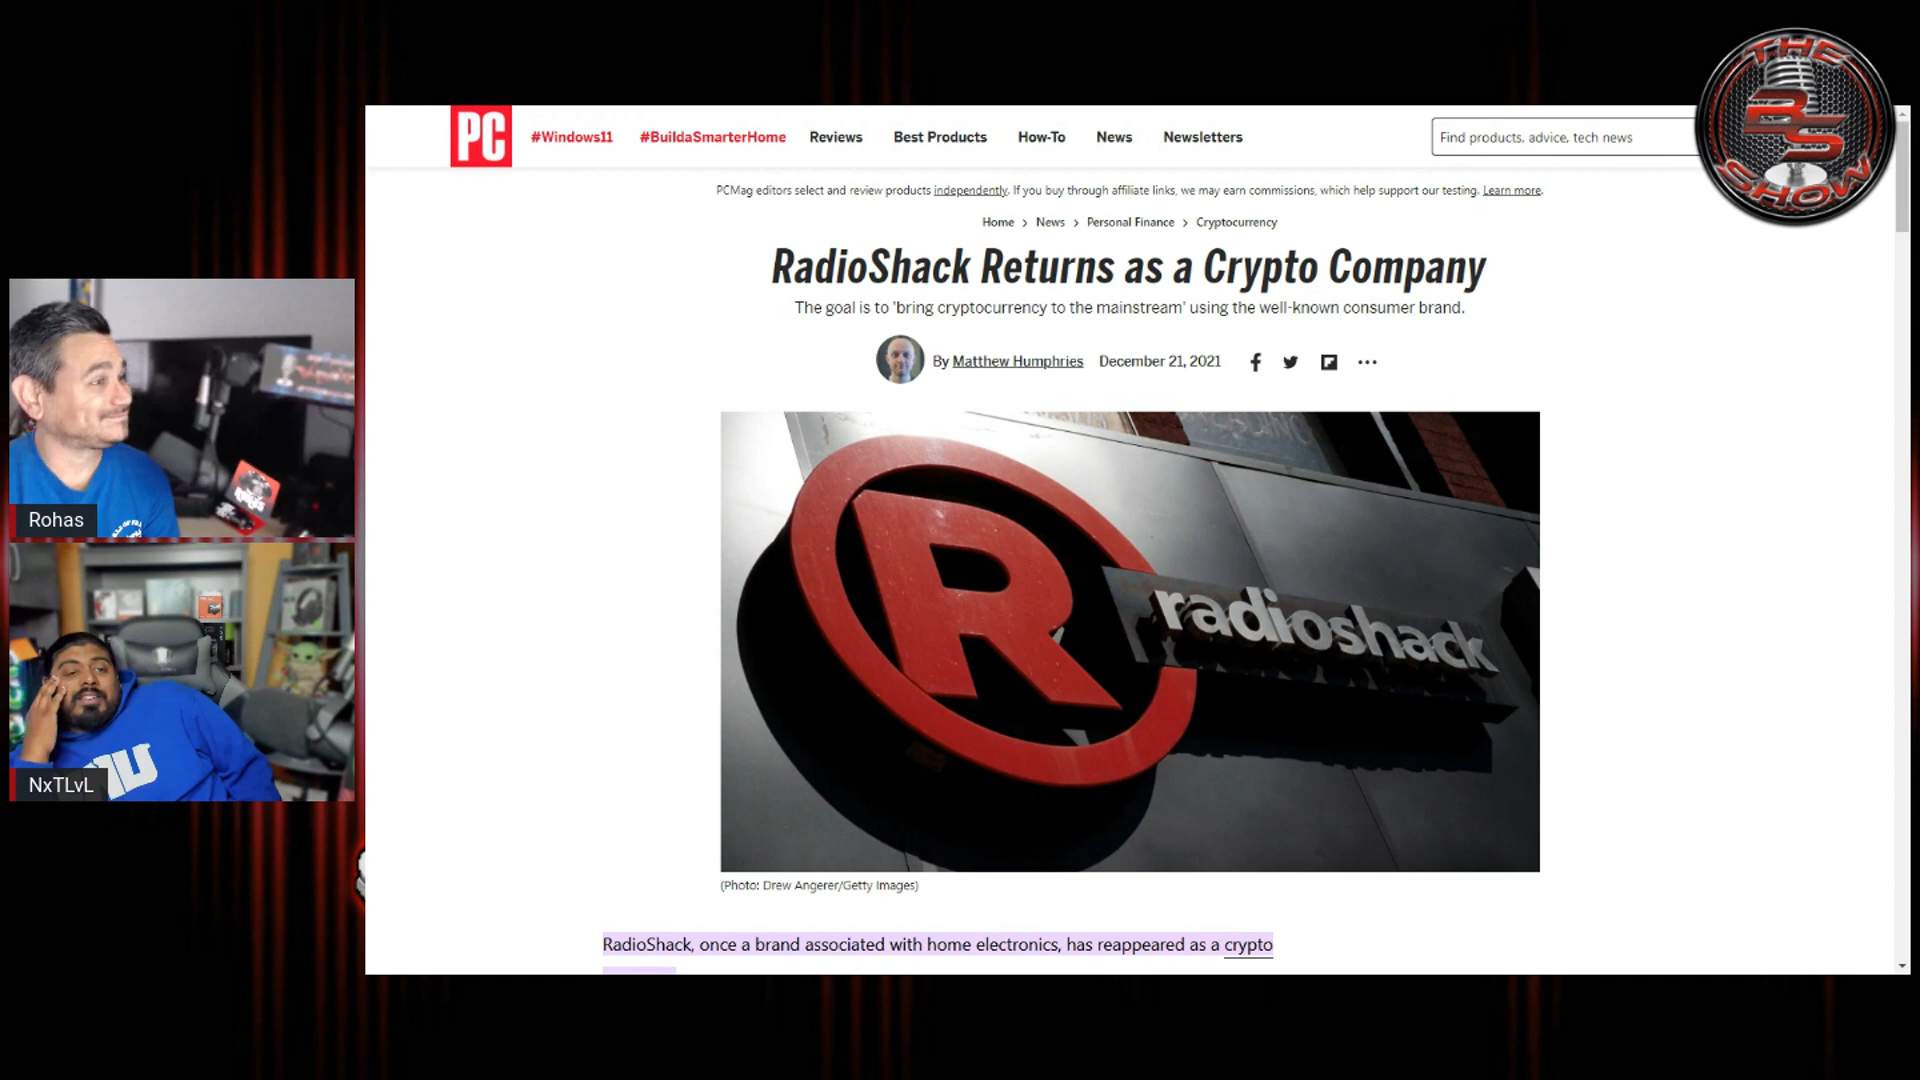 THE
BS
SHOW
PC
#Windows11 #BuildaSmarterHome Reviews Best Products How-To News Newsletters
Find products, advice, tech news
PCMag editors select and review products independently. If you buy through affiliate links, we may earn commissions, which help support our testing. Learn more.
Home > News > Personal Finance > Cryptocurrency
RadioShack Returns as a Crypto Company
The goal is to 'bring cryptocurrency to the mainstream' using the well-known consumer brand.
By Matthew Humphries December 21, 2021
R
radioshack
(Photo: Drew Angerer/Getty Images)
RadioShack, once a brand associated with home electronics, has reappeared as a crypto
Rohas
NxTLvL